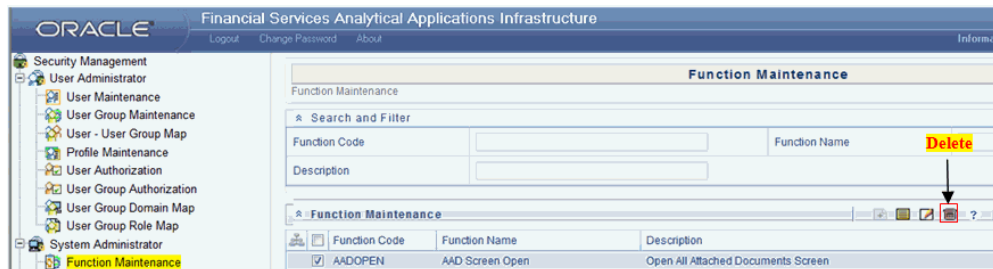 ORACLE
Financial Services Analytical Applications Infrastructure
Logout Change Password About
Security Management
User Administrator
User Maintenance
User Group Maintenance
User - User Group Map
Profile Maintenance
User Authorization
User Group Authorization
User Group Domain Map
User Group Role Map
System Administrator
Function Maintenance
Function Maintenance
Function Maintenance
Search and Filter
Function Code Function Name
Delete
Description
Function Maintenance ?
Function Code Function Name Description
AADOPEN AAD Screen Open Open All Attached Documents Screen